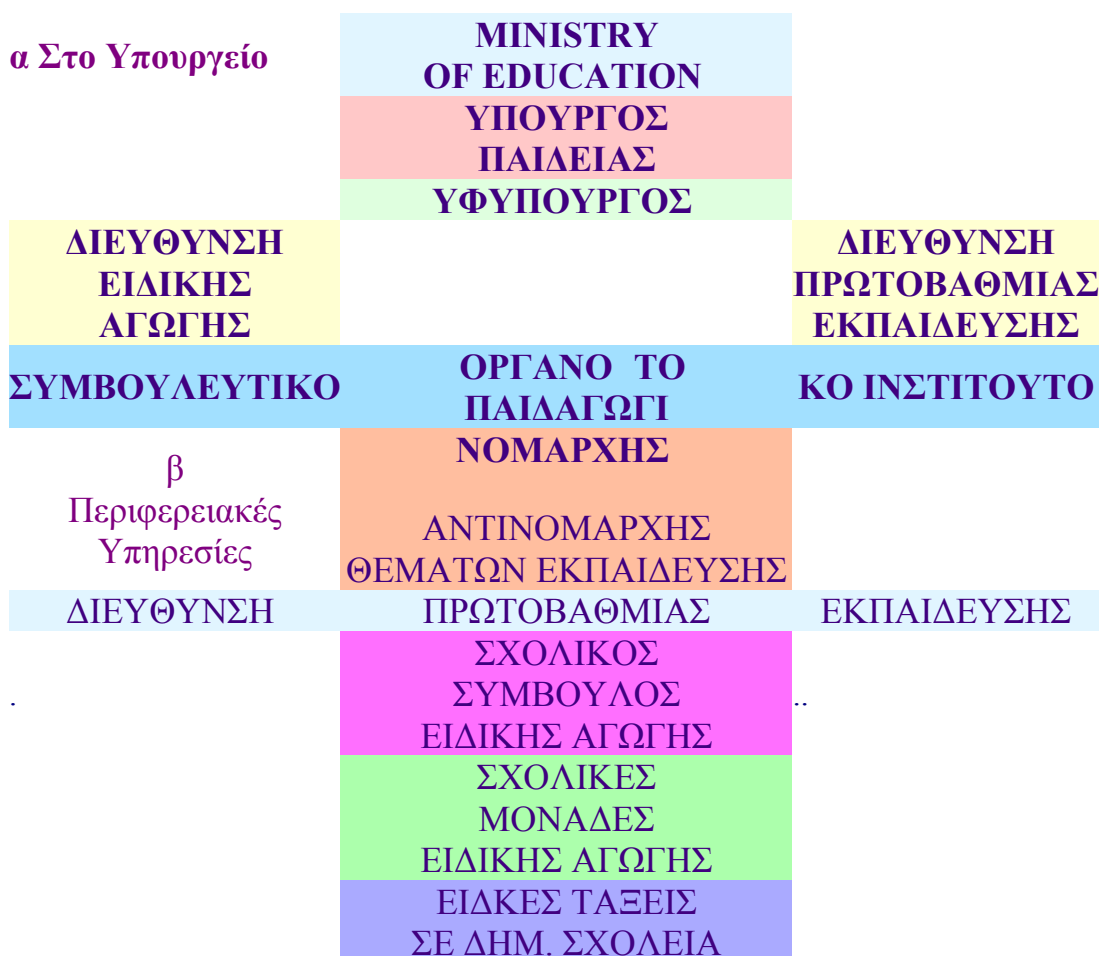 α Στο Υπουργείο
MINISTRY
OF EDUCATION
ΥΠΟΥΡΓΟΣ
ΠΑΙΔΕΙΑΣ
ΥΦΥΠΟΥΡΓΟΣ
ΔΙΕΥΘΥΝΣΗ
ΕΙΔΙΚΗΣ
ΑΓΩΓΗΣ
ΔΙΕΥΘΥΝΣΗ
ΠΡΩΤΟΒΑΘΜΙΑΣ
ΕΚΠΑΙΔΕΥΣΗΣ
ΣΥΜΒΟΥΛΕΥΤΙΚΟ
ΟΡΓΑΝΟ ΤΟ
ΠΑΙΔΑΓΩΓΙ
ΚΟ ΙΝΣΤΙΤΟΥΤΟ
β
Περιφερειακές
Υπηρεσίες
ΝΟΜΑΡΧΗΣ
ΑΝΤΙΝΟΜΑΡΧΗΣ
ΘΕΜΑΤΩΝ ΕΚΠΑΙΔΕΥΣΗΣ
ΔΙΕΥΘΥΝΣΗ ΠΡΩΤΟΒΑΘΜΙΑΣ ΕΚΠΑΙΔΕΥΣΗΣ
.
ΣΧΟΛΙΚΟΣ
ΣΥΜΒΟΥΛΟΣ
ΕΙΔΙΚΗΣ ΑΓΩΓΗΣ
..
ΣΧΟΛΙΚΕΣ
ΜΟΝΑΔΕΣ
ΕΙΔΙΚΗΣ ΑΓΩΓΗΣ
ΕΙΔΚΕΣ ΤΑΞΕΙΣ
ΣΕ ΔΗΜ. ΣΧΟΛΕΙΑ